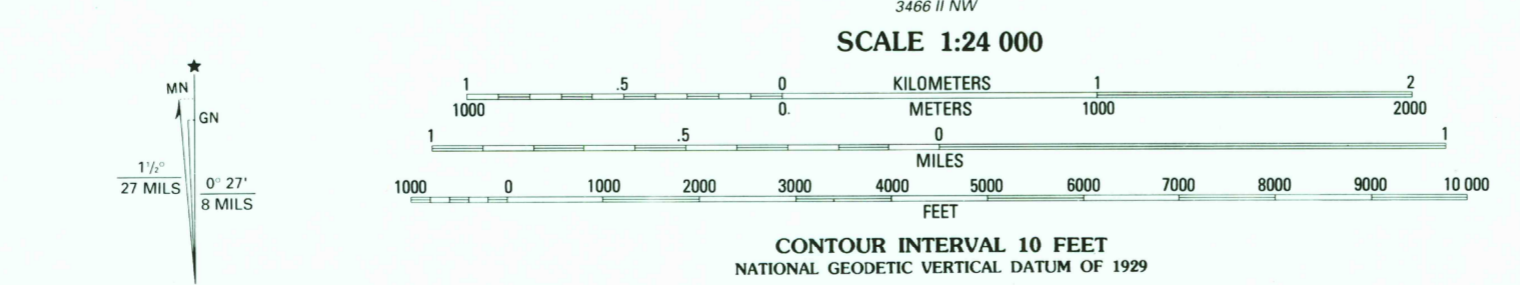 3466 II NW
SCALE 1:24 000
1 .5 0 KILOMETERS 1 2
1000 0 METERS 1000 2000
1 .5 0 1
MILES
1000 0 1000 2000 3000 4000 5000 6000 7000 8000 9000 10 000
FEET
CONTOUR INTERVAL 10 FEET
NATIONAL GEODETIC VERTICAL DATUM OF 1929
★
MN
GN
1½°
27 MILS
0° 27'
8 MILS